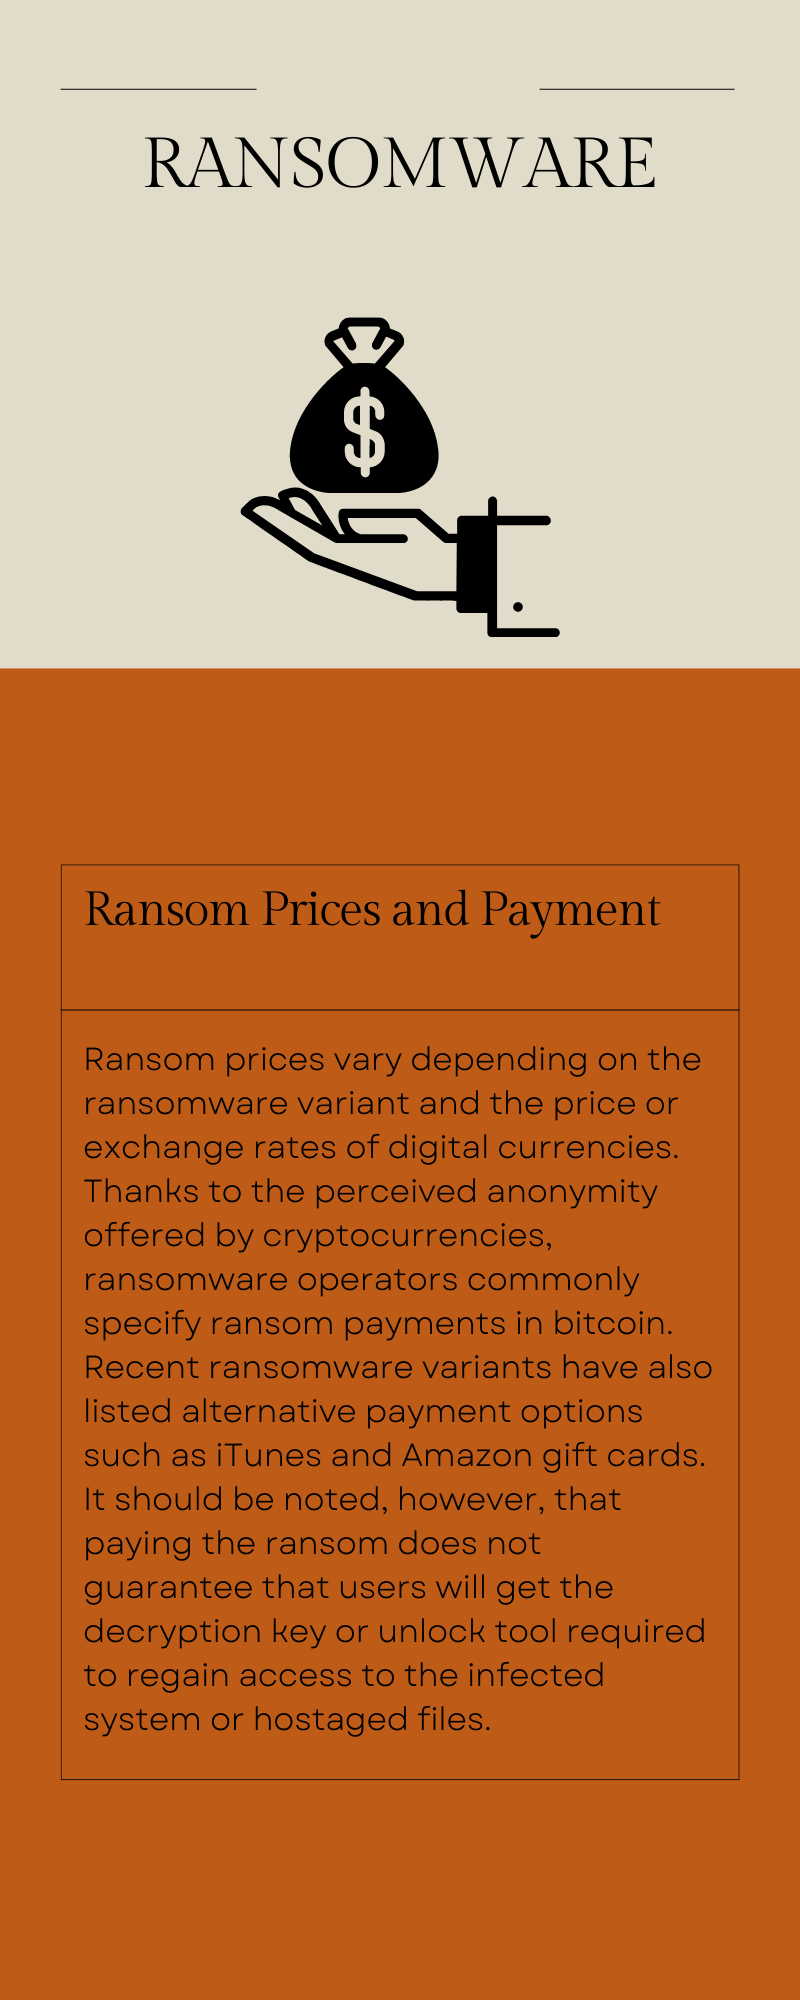 RANSOMWARE
$
Ransom Prices and Payment
Ransom prices vary depending on the
ransomware variant and the price or
exchange rates of digital currencies.
Thanks to the perceived anonymity
offered by cryptocurrencies,
ransomware operators commonly
specify ransom payments in bitcoin.
Recent ransomware variants have also
listed alternative payment options
such as iTunes and Amazon gift cards.
It should be noted, however, that
paying the ransom does not
guarantee that users will get the
decryption key or unlock tool required
to regain access to the infected
system or hostaged files.